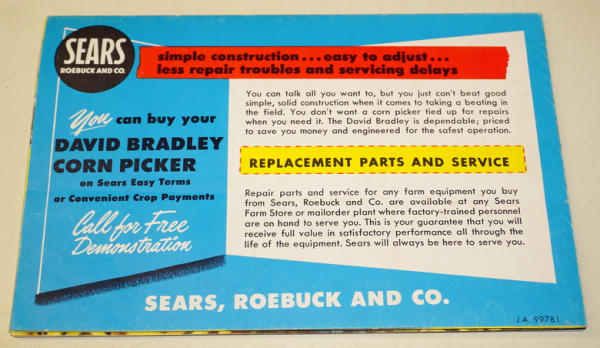 SEARS
ROEBUCK AND CO.
simple construction...easy to adjust...
less repair troubles and servicing delays
You can buy your
DAVID BRADLEY
CORN PICKER
on Sears Easy Terms
or Convenient Crop Payments
Call for Free
Demonstration
You can talk all you want to, but you just can't beat good
simple, solid construction when it comes to taking a beating in
the field. You don't want a corn picker tied up for repairs
when you need it. The David Bradley is dependable; priced
to save you money and engineered for the safest operation.
REPLACEMENT PARTS AND SERVICE
Repair parts and service for any farm equipment you buy
from Sears, Roebuck and Co. are available at any Sears
Farm Store or mailorder plant where factory-trained personnel
are on hand to serve you. This is your guarantee that you will
receive full value in satisfactory performance all through the
life of the equipment. Sears will always be here to serve you.
SEARS, ROEBUCK AND CO.
J.A. 99781